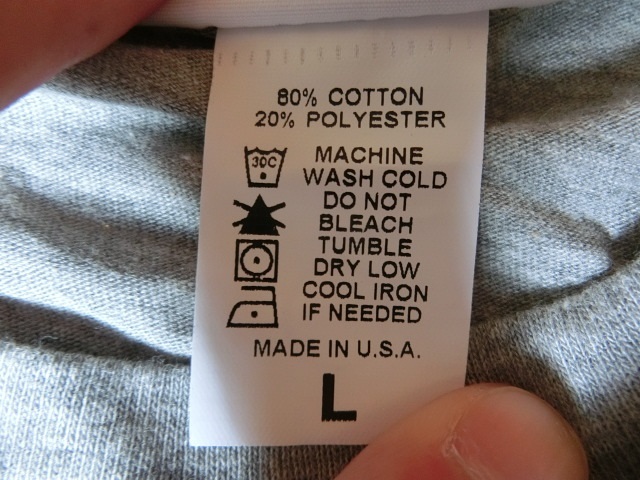 80% COTTON
20% POLYESTER
30C
MACHINE
WASH COLD
DO NOT
BLEACH
TUMBLE
DRY LOW
COOL IRON
IF NEEDED
MADE IN U.S.A.
L